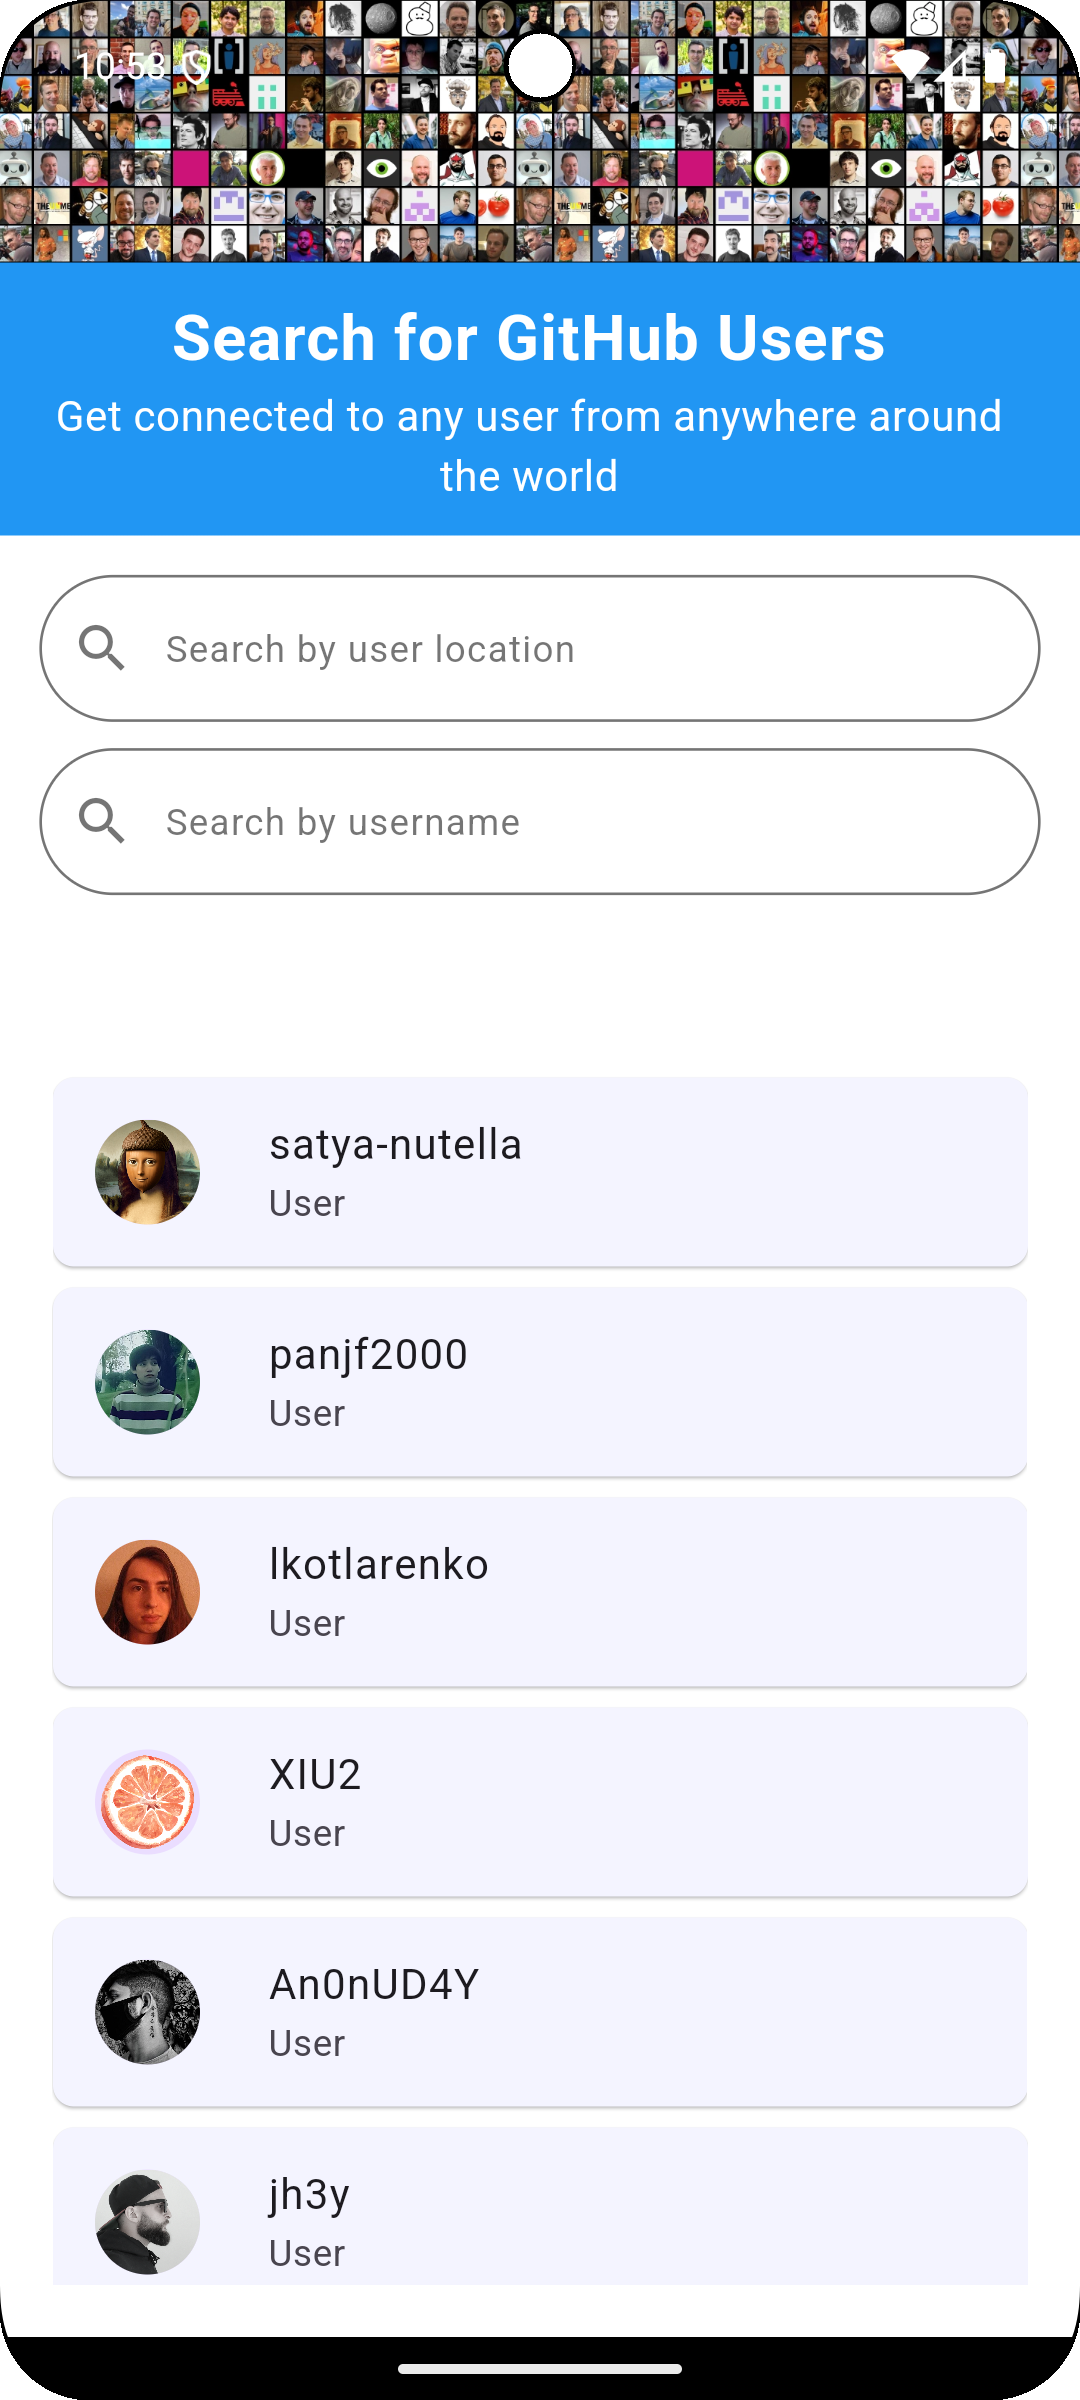 10:53
Search for GitHub Users
Get connected to any user from anywhere around
the world
Search by user location
Search by username
satya-nutella
User
panjf2000
User
lkotlarenko
User
XIU2
User
An0nUD4Y
User
jh3y
User